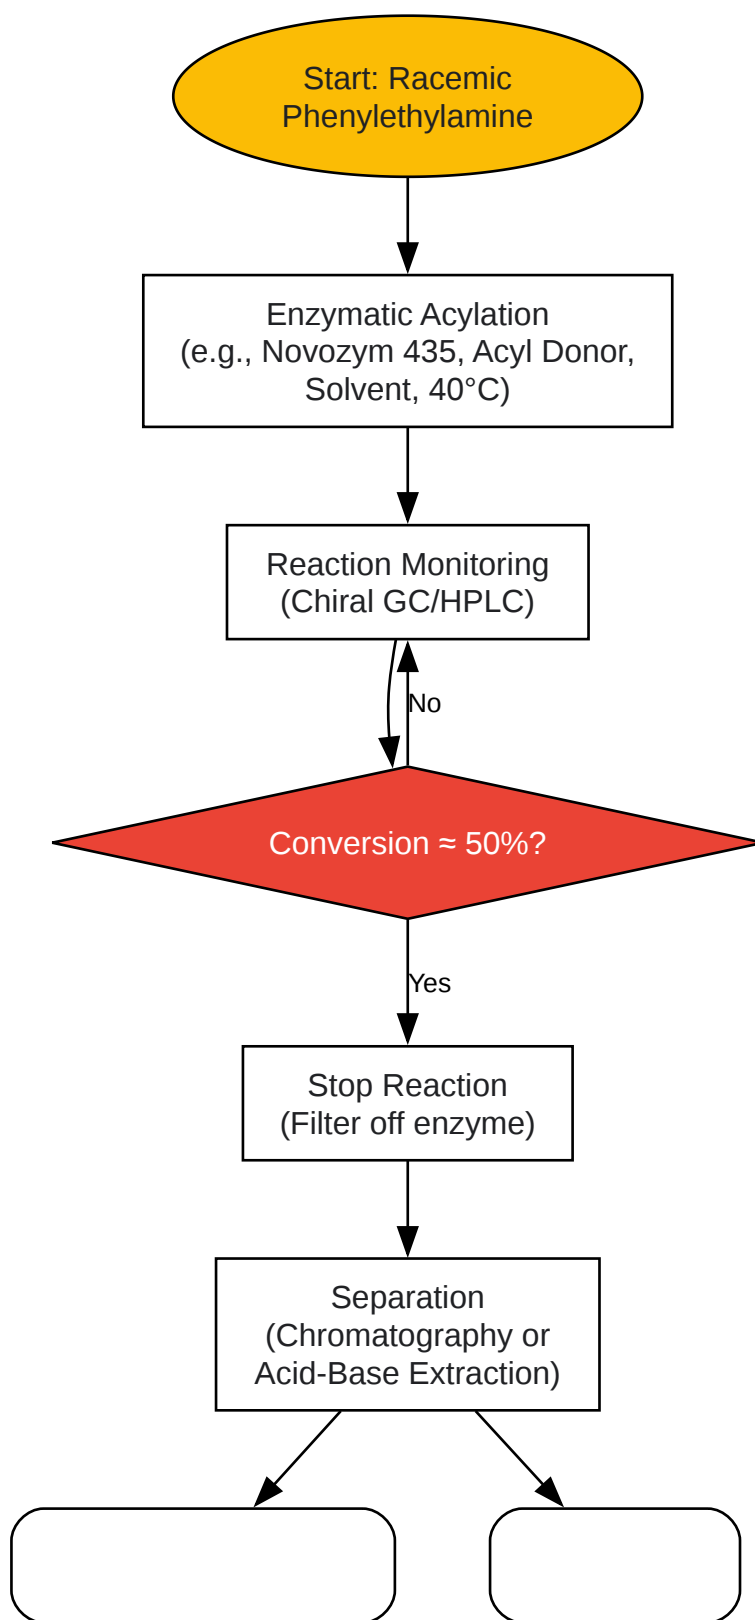 Start: Racemic
Phenylethylamine
Enzymatic Acylation
(e.g., Novozym 435, Acyl Donor,
Solvent, 40°C)
Reaction Monitoring
(Chiral GC/HPLC)
No
Conversion ≈ 50%?
Yes
Stop Reaction
(Filter off enzyme)
Separation
(Chromatography or
Acid-Base Extraction)